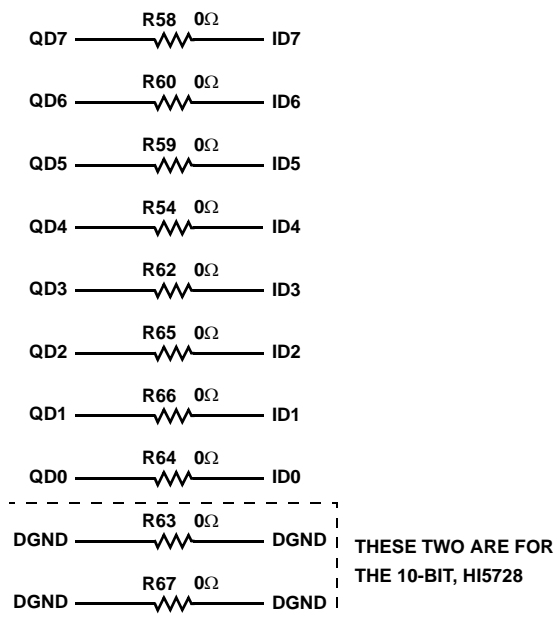 R58 0Ω
QD7 ID7
R60 0Ω
QD6 ID6
R59 0Ω
QD5 ID5
R54 0Ω
QD4 ID4
R62 0Ω
QD3 ID3
R65 0Ω
QD2 ID2
R66 0Ω
QD1 ID1
R64 0Ω
QD0 ID0
R63 0Ω
DGND DGND
THESE TWO ARE FOR
THE 10-BIT, HI5728
R67 0Ω
DGND DGND